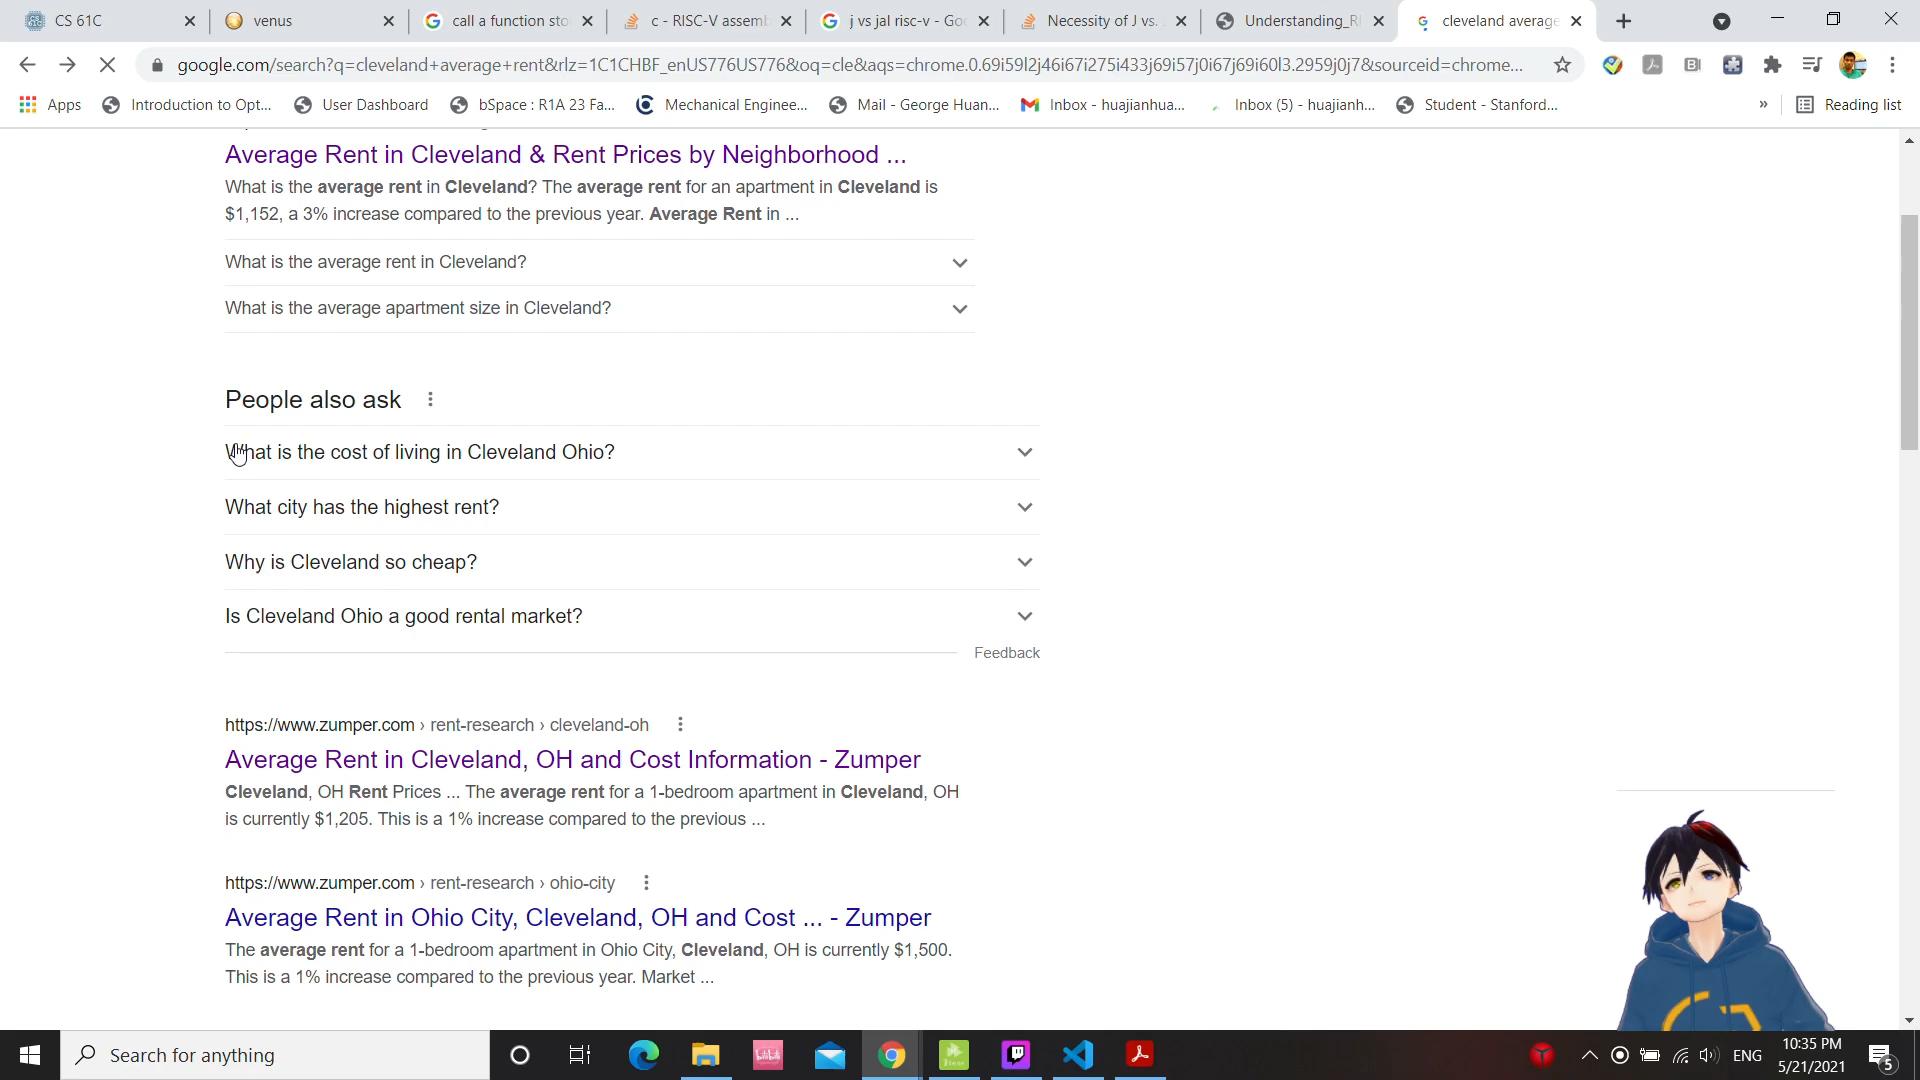 CS 61C
venus
call a function sto
c - RISC-V assemb
j vs jal risc-v - Goo
Necessity of J vs.
Understanding_RI
cleveland average
google.com/search?q=cleveland+average+rent&rlz=1C1CHBF_enUS776US776&oq=cle&aqs=chrome.0.69i59l2j46i67i275i433j69i57j0i67j69i60l3.2959j0j7&sourceid=chrome...
Apps
Introduction to Opt...
User Dashboard
bSpace : R1A 23 Fa...
Mechanical Enginee...
Mail - George Huan...
Inbox - huajianhua...
Inbox (5) - huajianh...
Student - Stanford...
»
Reading list
Average Rent in Cleveland & Rent Prices by Neighborhood ...
What is the average rent in Cleveland? The average rent for an apartment in Cleveland is
$1,152, a 3% increase compared to the previous year. Average Rent in ...
What is the average rent in Cleveland?
What is the average apartment size in Cleveland?
People also ask
What is the cost of living in Cleveland Ohio?
What city has the highest rent?
Why is Cleveland so cheap?
Is Cleveland Ohio a good rental market?
Feedback
https://www.zumper.com › rent-research › cleveland-oh
Average Rent in Cleveland, OH and Cost Information - Zumper
Cleveland, OH Rent Prices ... The average rent for a 1-bedroom apartment in Cleveland, OH
is currently $1,205. This is a 1% increase compared to the previous ...
https://www.zumper.com › rent-research › ohio-city
Average Rent in Ohio City, Cleveland, OH and Cost ... - Zumper
The average rent for a 1-bedroom apartment in Ohio City, Cleveland, OH is currently $1,500.
This is a 1% increase compared to the previous year. Market ...
Search for anything
ENG
10:35 PM
5/21/2021
5